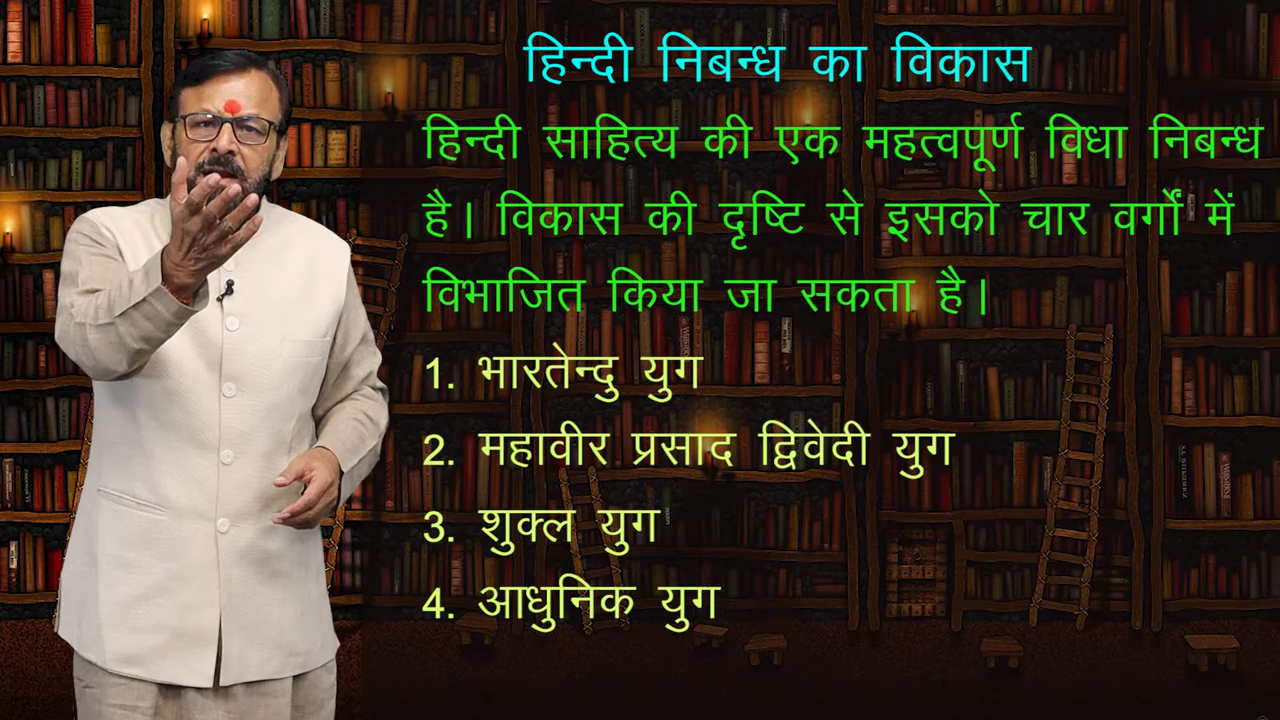 हिन्दी निबन्ध का विकास
हिन्दी साहित्य की एक महत्वपूर्ण विधा निबन्ध
है। विकास की दृष्टि से इसको चार वर्गों में
विभाजित किया जा सकता है।
1. भारतेन्दु युग
2. महावीर प्रसाद द्विवेदी युग
3. शुक्ल युग
4. आधुनिक युग